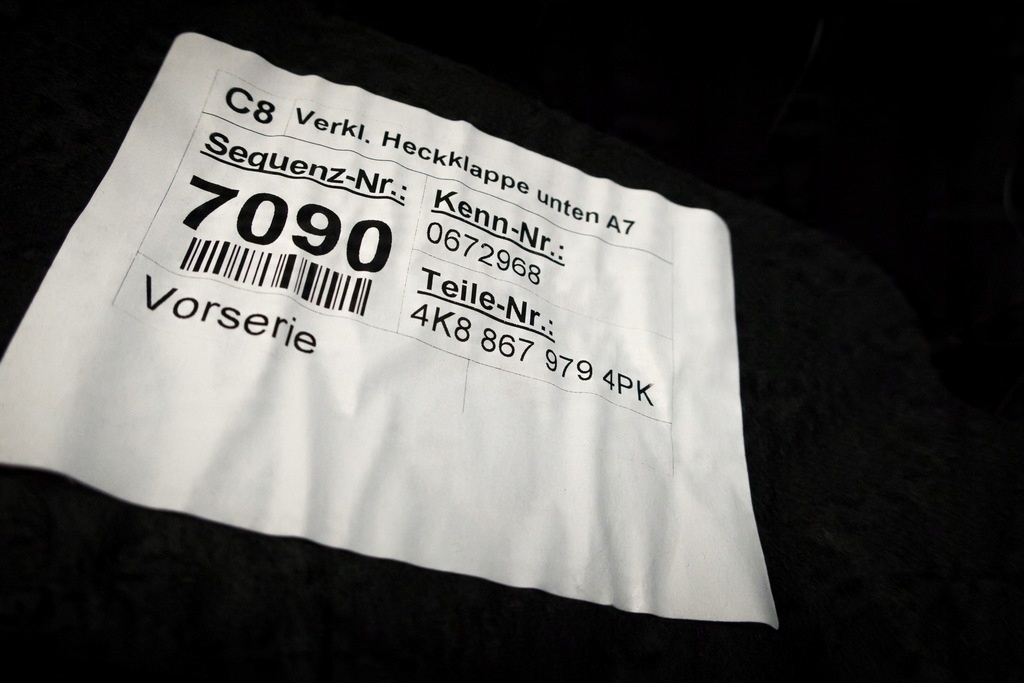 C8 Verkl. Heckklappe unten A7
Sequenz-Nr.:
7090
Vorserie
Kenn-Nr.:
0672968
Teile-Nr.:
4K8 867 979 4PK